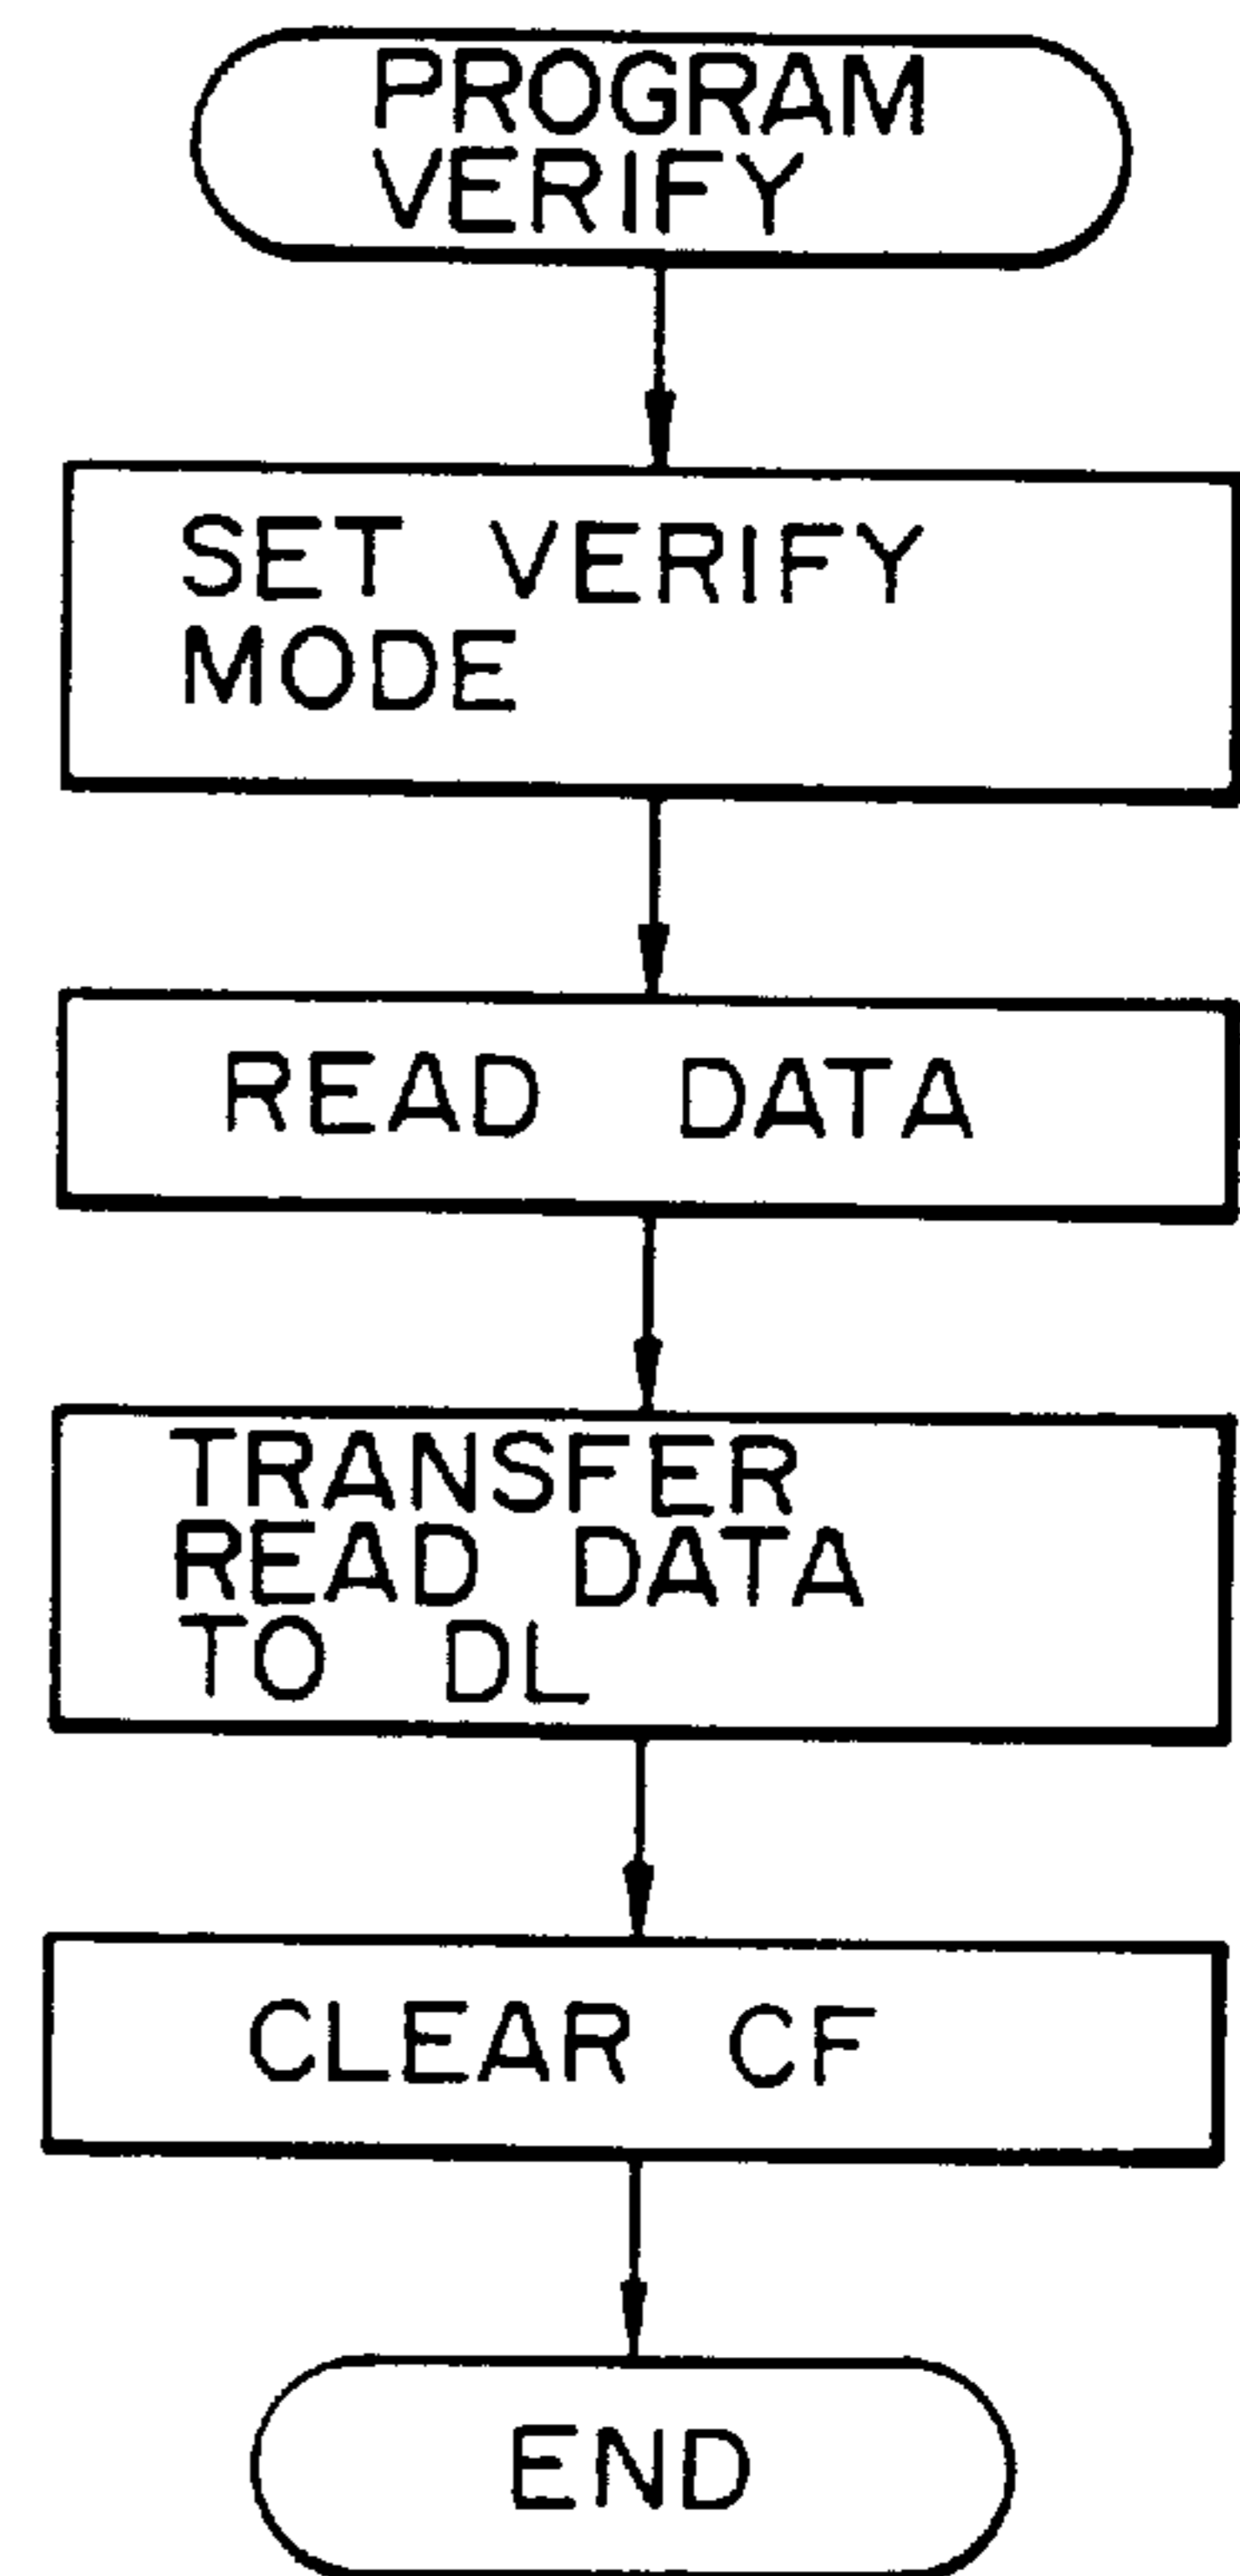 PROGRAM
VERIFY
SET VERIFY
MODE
READ DATA
TRANSFER
READ DATA
TO DL
CLEAR CF
END